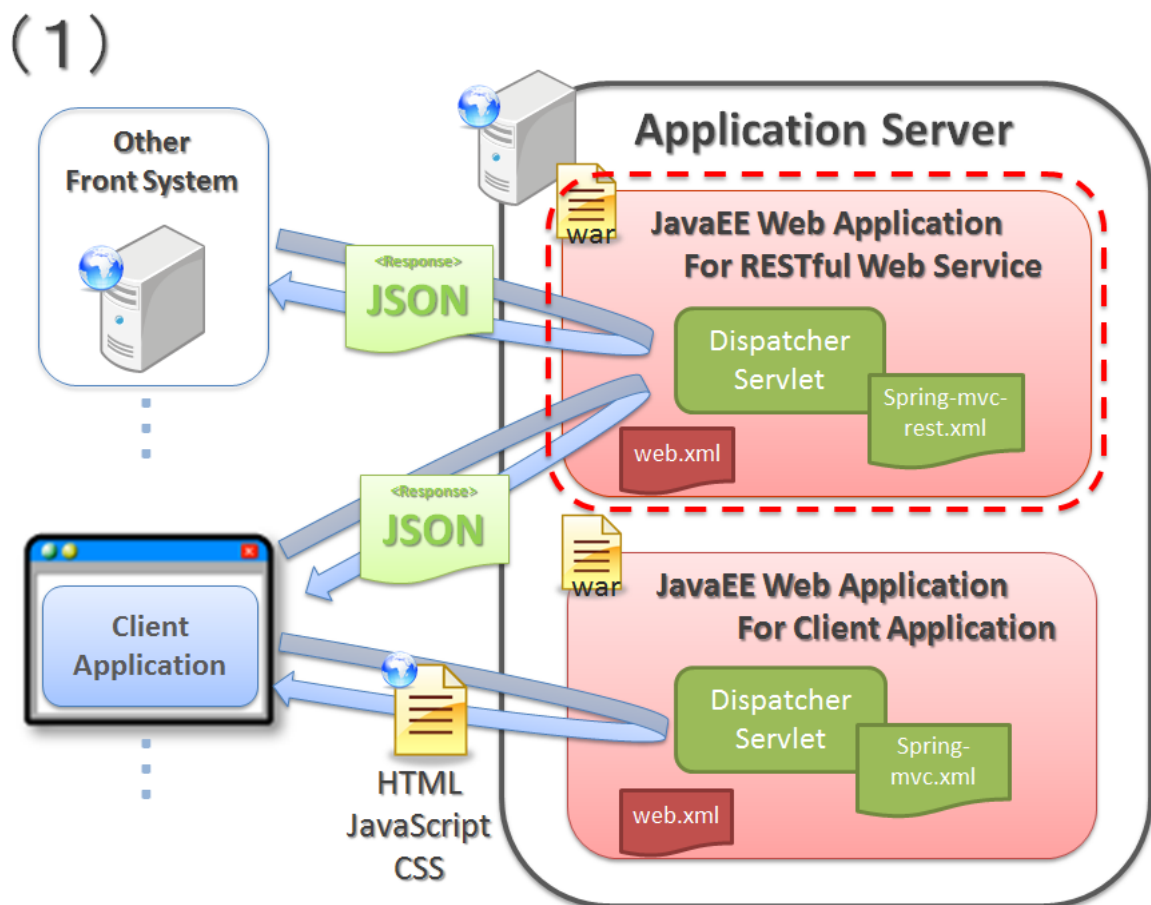 （1）
Other
Front System
Application Server
war
JavaEE Web Application
For RESTful Web Service
<Response>
JSON
Dispatcher
Servlet
Spring-mvc-
rest.xml
web.xml
<Response>
JSON
war
JavaEE Web Application
For Client Application
Client
Application
Dispatcher
Servlet
Spring-
mvc.xml
web.xml
HTML
JavaScript
CSS